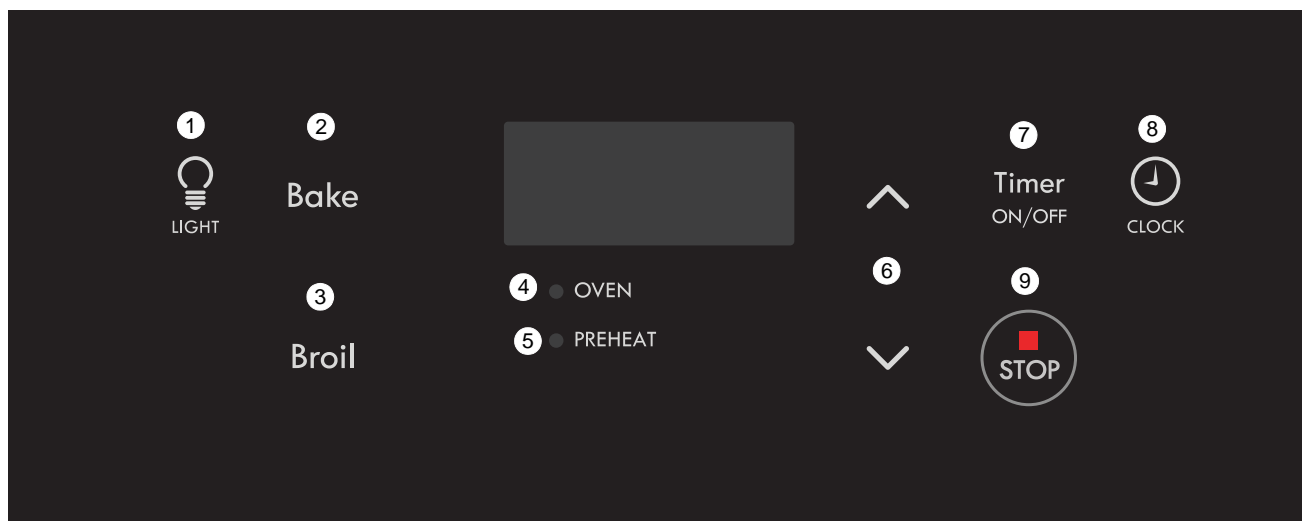 1
LIGHT
2
Bake
3
Broil
4 OVEN
5 PREHEAT
6
7
Timer
ON/OFF
8
CLOCK
9
STOP